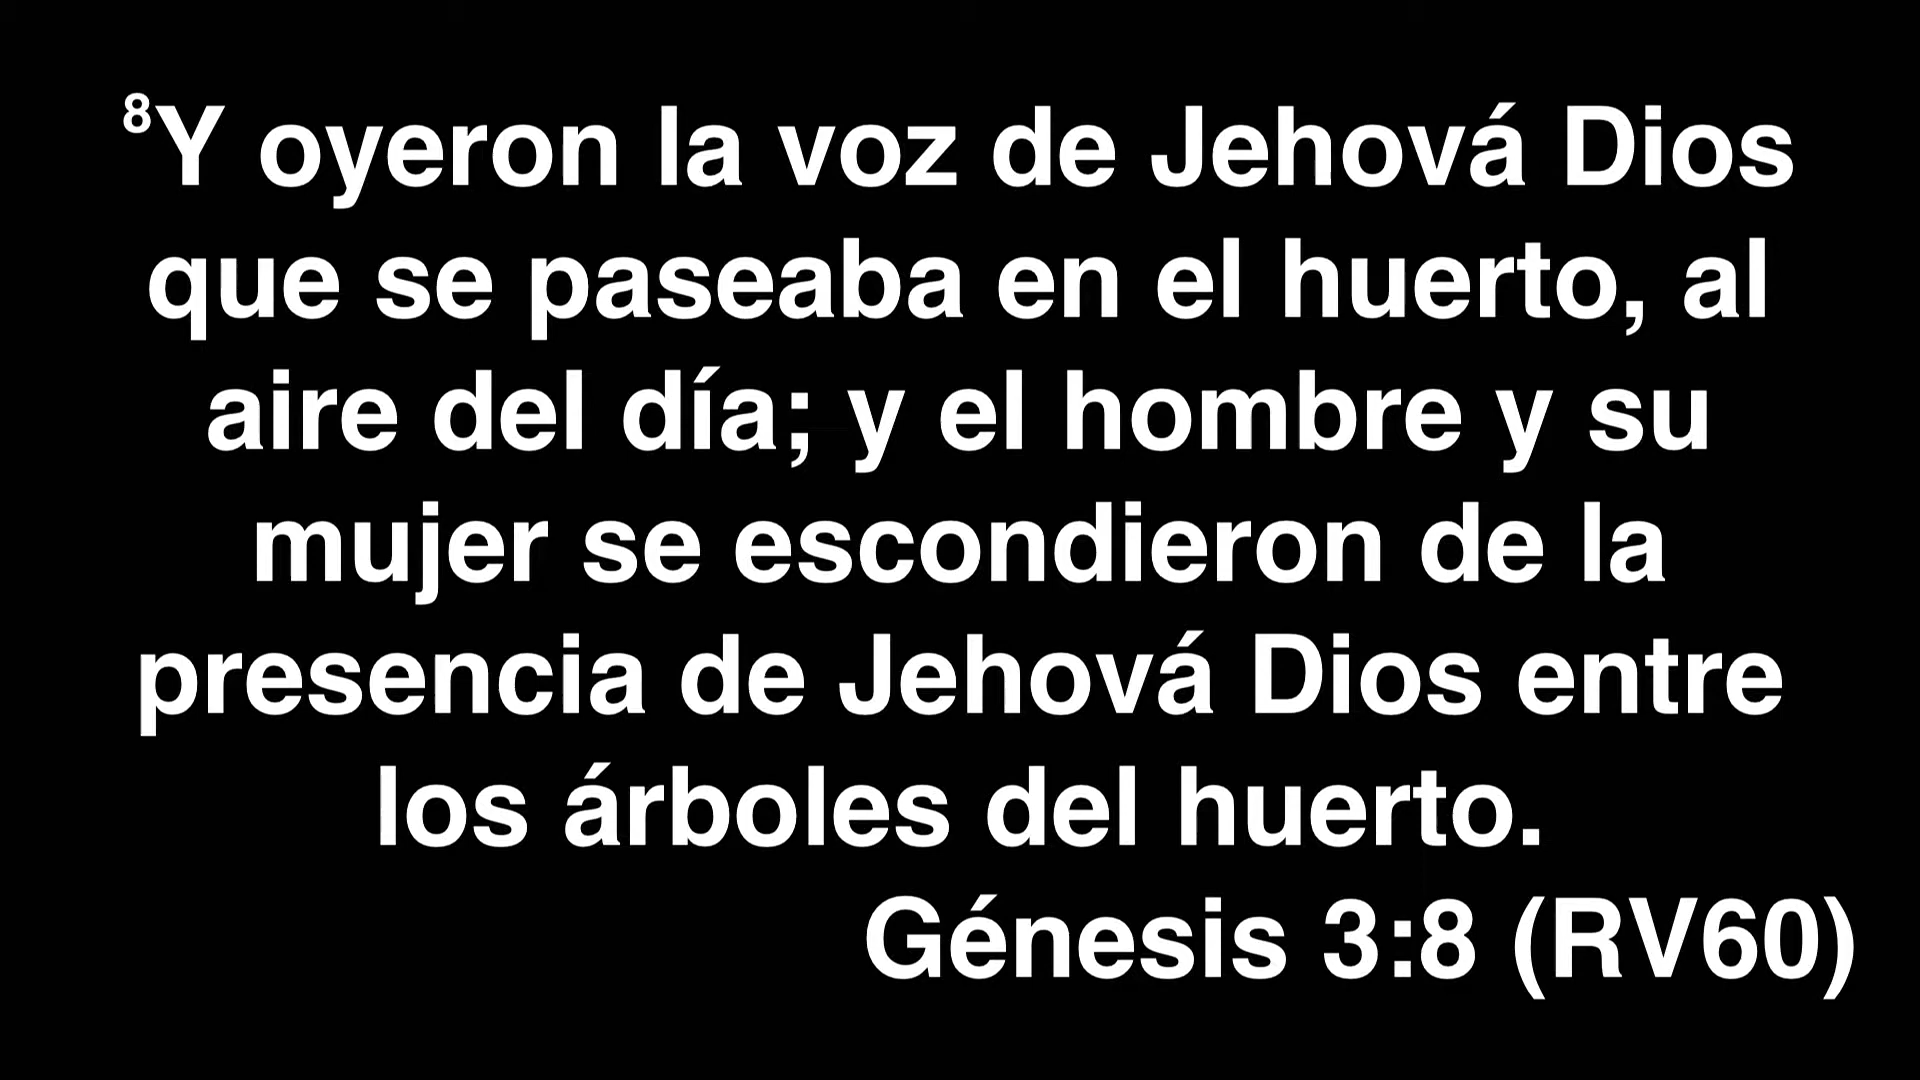 ⁸Y oyeron la voz de Jehová Dios
que se paseaba en el huerto, al
aire del día; y el hombre y su
mujer se escondieron de la
presencia de Jehová Dios entre
los árboles del huerto.
Génesis 3:8 (RV60)